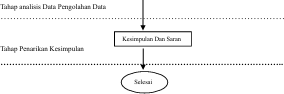 Tahap analisis Data Pengolahan Data
Kesimpulan Dan Saran
Tahap Penarikan Kesimpulan
Selesai